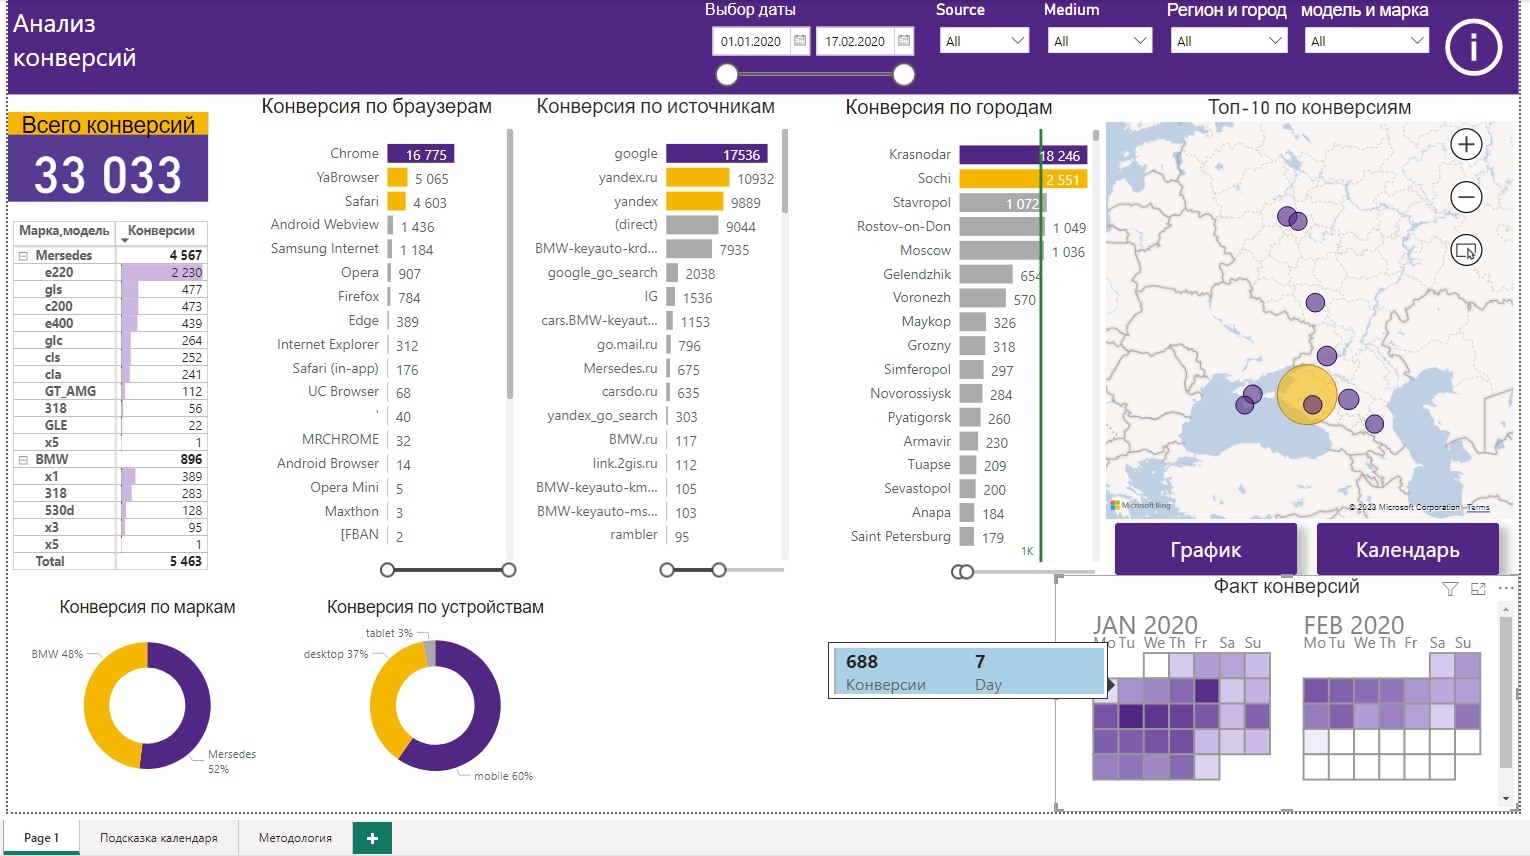 Анализ
конверсий
Выбор даты
Source
Medium
Регион и город
модель и марка
01.01.2020
17.02.2020
All
All
All
All
i
Всего конверсий
33 033
Марка,модель Конверсии
Mersedes 4 567
e220 2 230
gls 477
c200 473
e400 439
glc 264
cls 252
cla 241
GT_AMG 112
318 56
GLE 22
x5 1
BMW 896
x1 389
318 283
530d 128
x3 95
x5 1
Total 5 463
Конверсия по браузерам
Chrome 16 775
YaBrowser 5 065
Safari 4 603
Android Webview 1 436
Samsung Internet 1 184
Opera 907
Firefox 784
Edge 389
Internet Explorer 312
Safari (in-app) 176
UC Browser 68
' 40
MRCHROME 32
Android Browser 14
Opera Mini 5
Maxthon 3
[FBAN 2
Конверсия по источникам
google 17536
yandex.ru 10932
yandex 9889
(direct) 9044
BMW-keyauto-krd... 7935
google_go_search 2038
IG 1536
cars.BMW-keyaut... 1153
go.mail.ru 796
Mersedes.ru 675
carsdo.ru 635
yandex_go_search 303
BMW.ru 117
link.2gis.ru 112
BMW-keyauto-km... 105
BMW-keyauto-ms... 103
rambler 95
Конверсия по городам
Krasnodar 18 246
Sochi 2 551
Stavropol 1 072
Rostov-on-Don 1 049
Moscow 1 036
Gelendzhik 654
Voronezh 570
Maykop 326
Grozny 318
Simferopol 297
Novorossiysk 284
Pyatigorsk 260
Armavir 230
Tuapse 209
Sevastopol 200
Anapa 184
Saint Petersburg 179
1K
Топ-10 по конверсиям
Microsoft Bing
© 2023 Microsoft Corporation Terms
График
Календарь
Конверсия по маркам
BMW 48%
Mersedes
52%
Конверсия по устройствам
tablet 3%
desktop 37%
mobile 60%
Факт конверсий
JAN 2020
Mo Tu We Th Fr Sa Su
FEB 2020
Mo Tu We Th Fr Sa Su
688 7
Конверсии Day
Page 1
Подсказка календаря
Методология
+